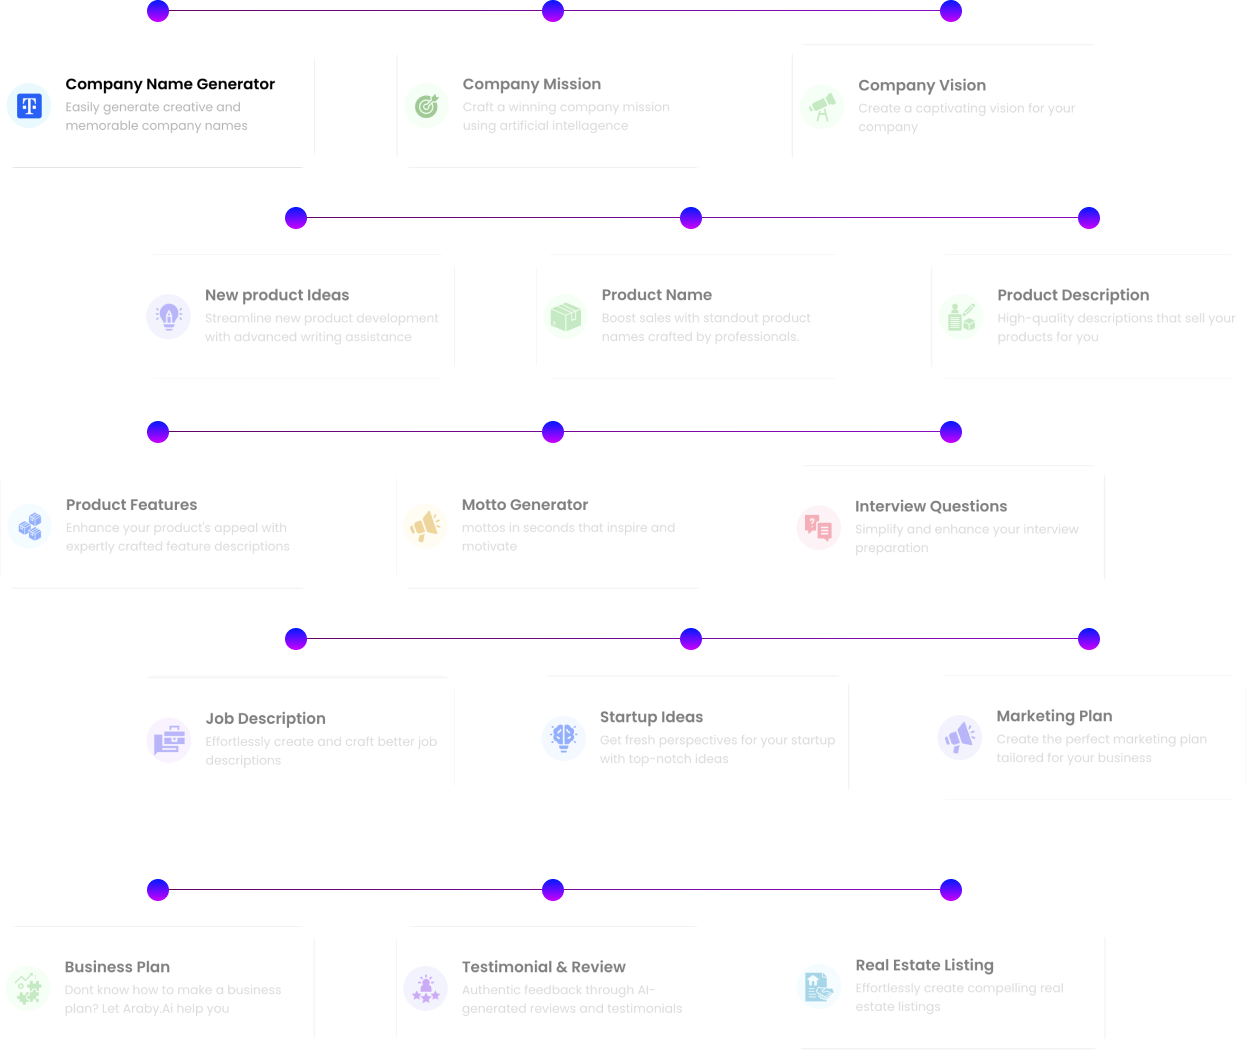 Company Name Generator
Easily generate creative and
memorable company names
Company Mission
Craft a winning company mission
using artificial intellagence
Company Vision
Create a captivating vision for your
company
New product Ideas
Streamline new product development
with advanced writing assistance
Product Name
Boost sales with standout product
names crafted by professionals.
Product Description
High-quality descriptions that sell your
products for you
Product Features
Enhance your product's appeal with
expertly crafted feature descriptions
Motto Generator
mottos in seconds that inspire and
motivate
Interview Questions
Simplify and enhance your interview
preparation
Job Description
Effortlessly create and craft better job
descriptions
Startup Ideas
Get fresh perspectives for your startup
with top-notch ideas
Marketing Plan
Create the perfect marketing plan
tailored for your business
Business Plan
Dont know how to make a business
plan? Let Araby.Ai help you
Testimonial & Review
Authentic feedback through AI-
generated reviews and testimonials
Real Estate Listing
Effortlessly create compelling real
estate listings